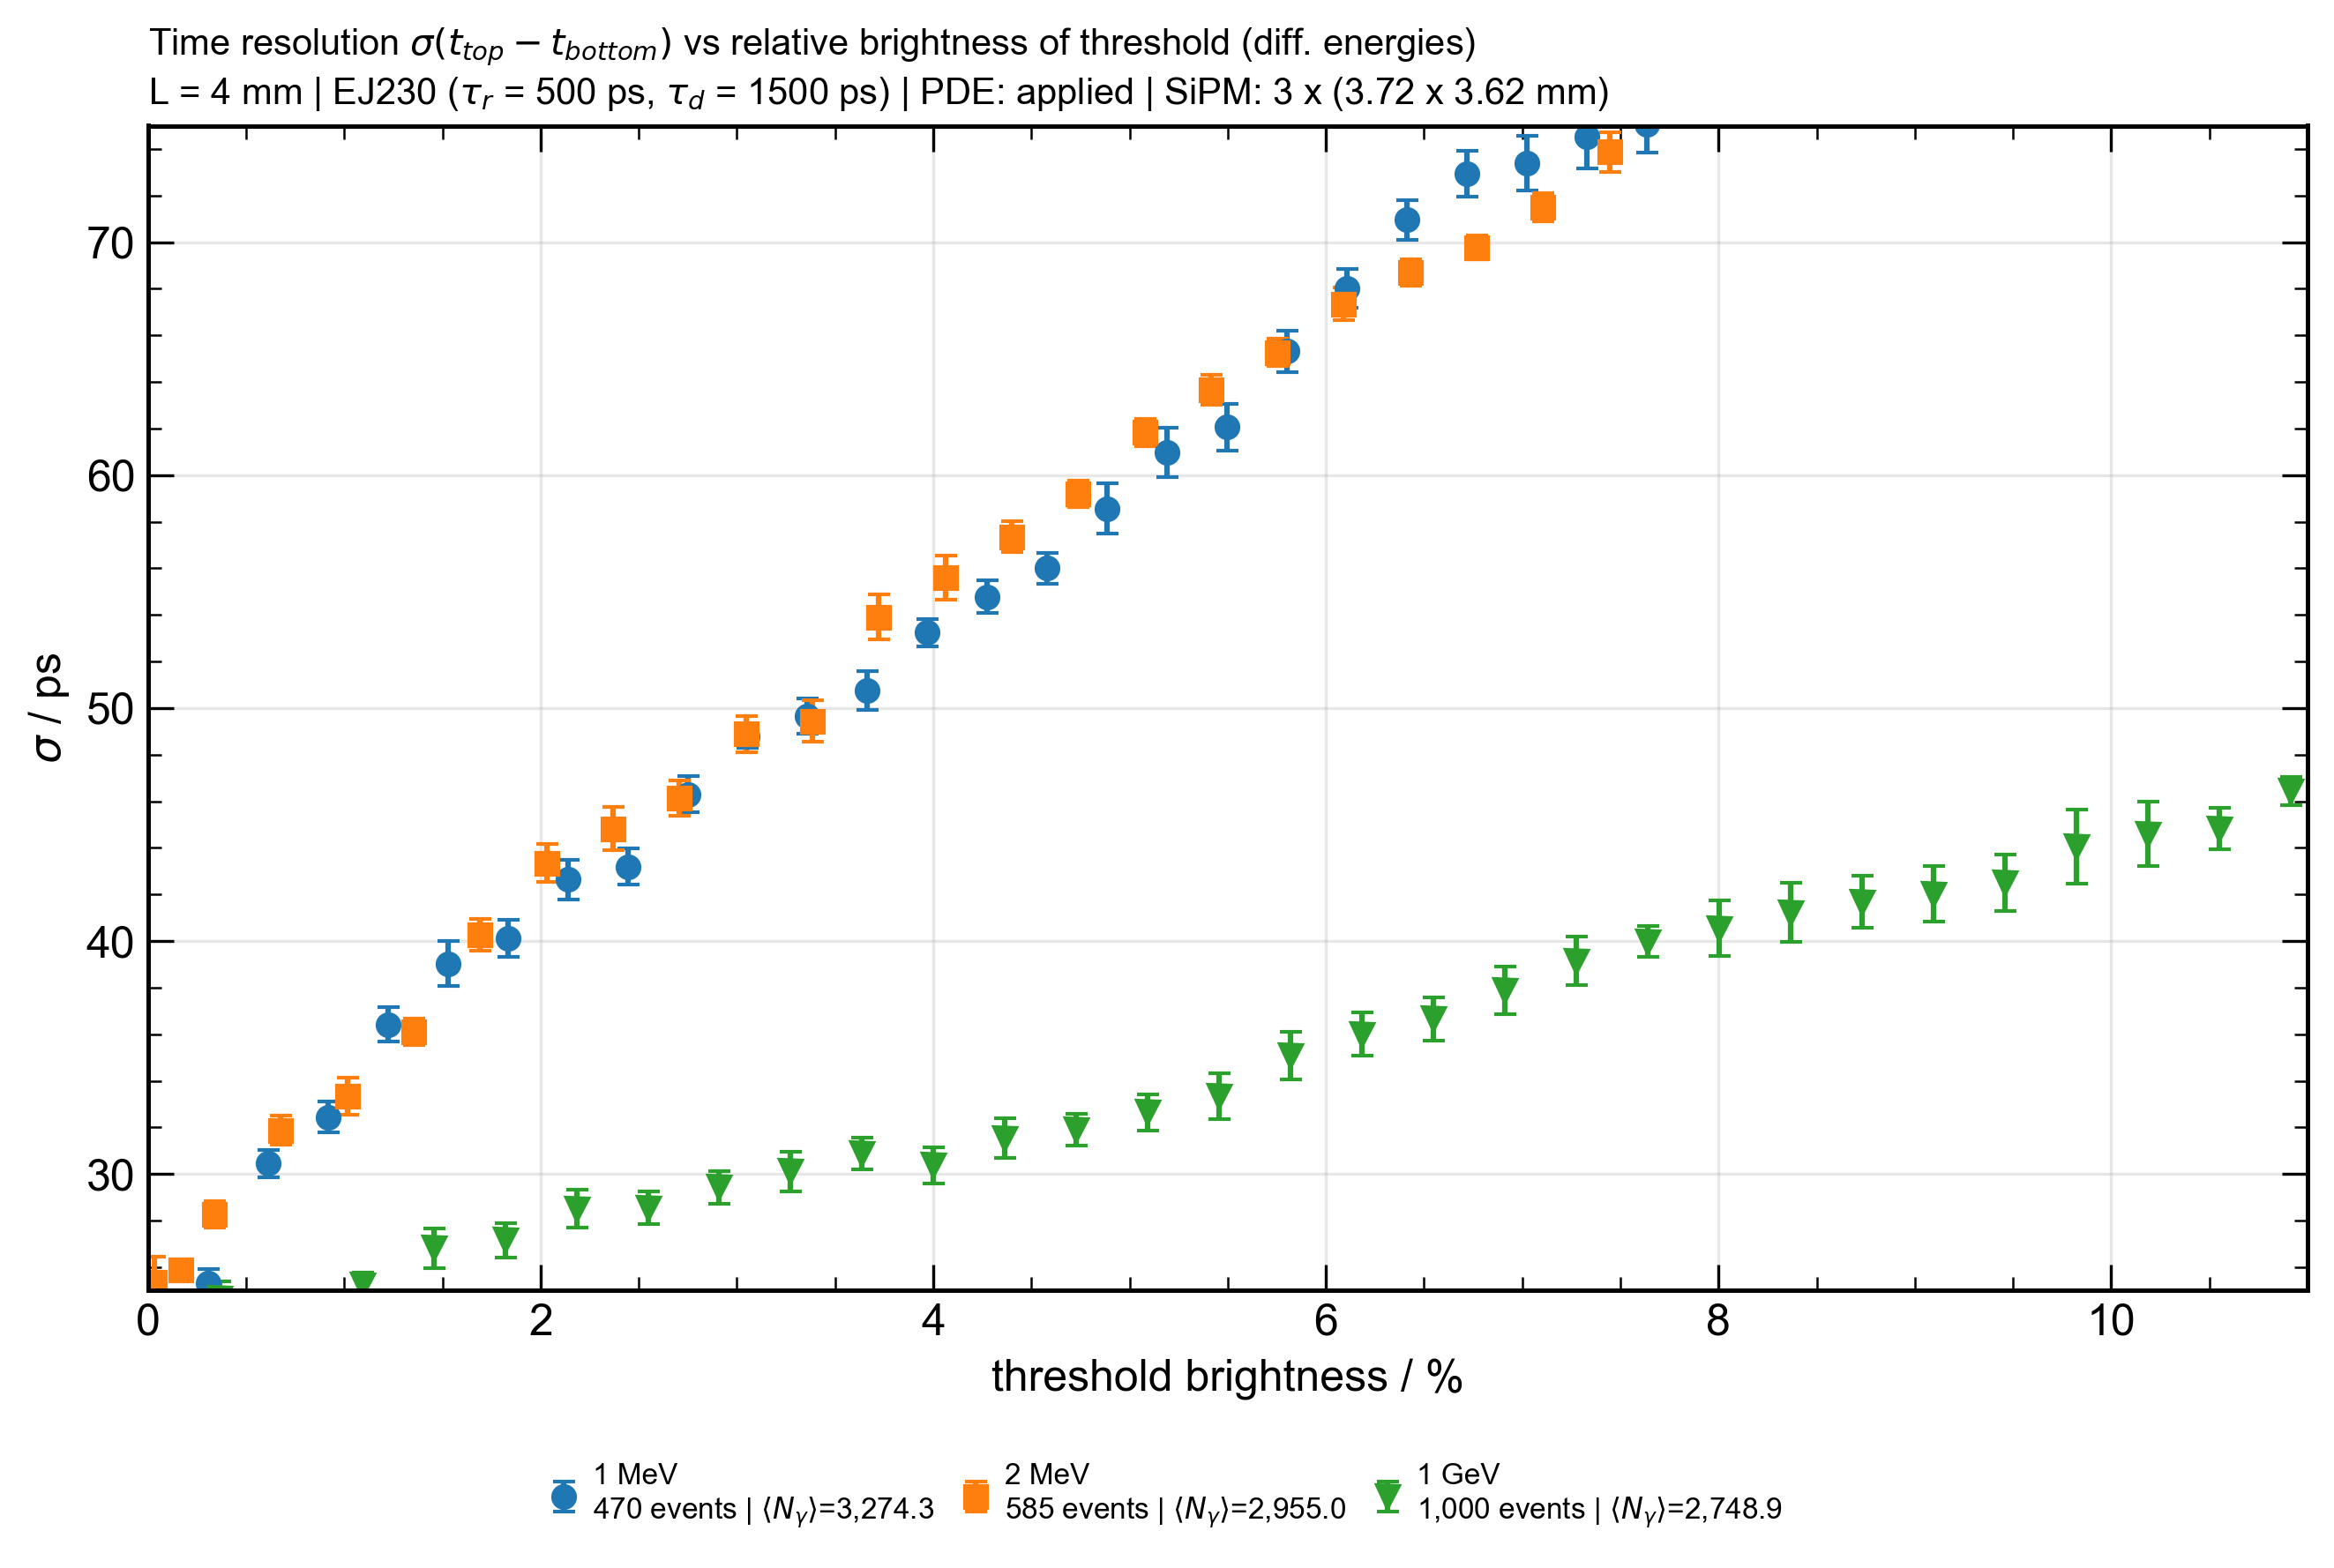 Time resolution σ(t_top − t_bottom) vs relative brightness of threshold (diff. energies)
L = 4 mm | EJ230 (τ_r = 500 ps, τ_d = 1500 ps) | PDE: applied | SiPM: 3 x (3.72 x 3.62 mm)
70
60
50
40
30
σ / ps
0 2 4 6 8 10
threshold brightness / %
1 MeV
470 events | ⟨N_γ⟩=3,274.3
2 MeV
585 events | ⟨N_γ⟩=2,955.0
1 GeV
1,000 events | ⟨N_γ⟩=2,748.9